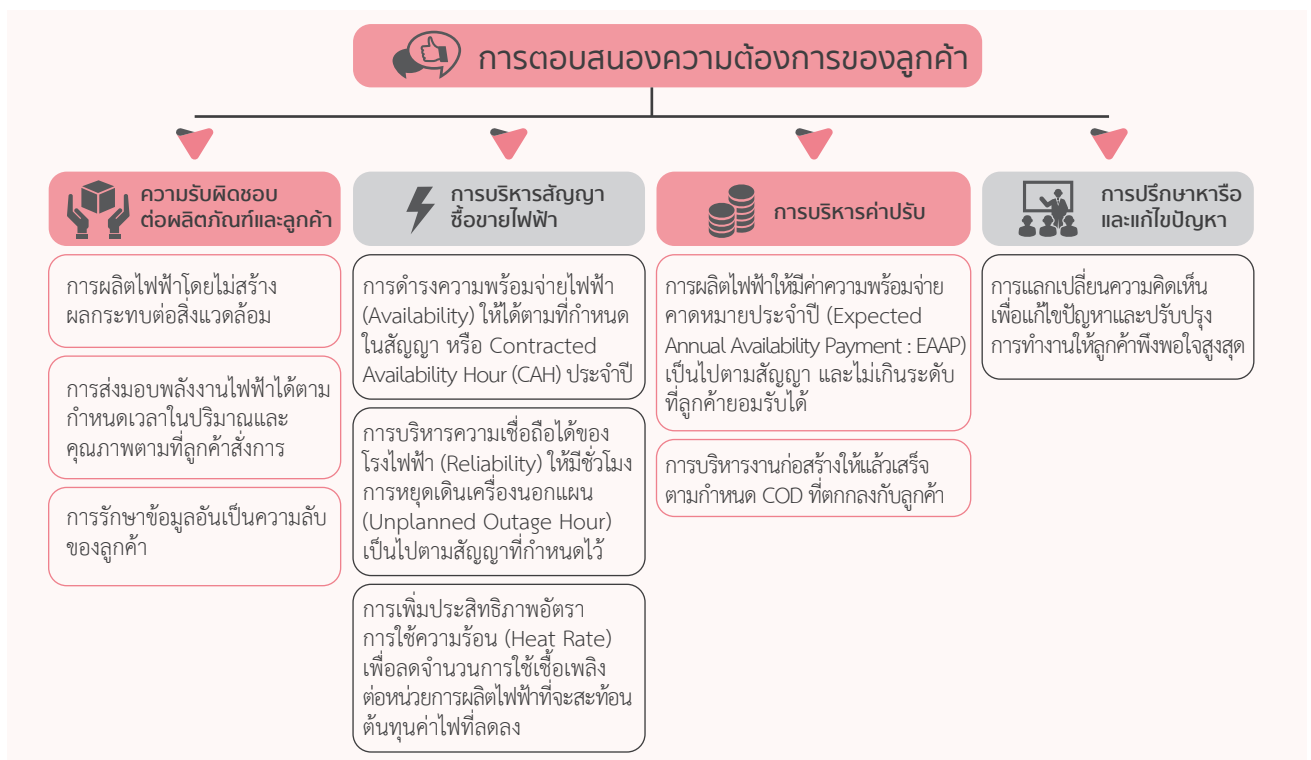 การตอบสนองความต้องการของลูกค้า
ความรับผิดชอบ
ต่อผลิตภัณฑ์และลูกค้า
การผลิตไฟฟ้าโดยไม่สร้าง
ผลกระทบต่อสิ่งแวดล้อม
การส่งมอบพลังงานไฟฟ้าได้ตาม
กำหนดเวลาในปริมาณและ
คุณภาพตามที่ลูกค้าสั่งการ
การรักษาข้อมูลอันเป็นความลับ
ของลูกค้า
การบริหารสัญญา
ซื้อขายไฟฟ้า
การดำรงความพร้อมจ่ายไฟฟ้า
(Availability) ให้ได้ตามที่กำหนด
ในสัญญา หรือ Contracted
Availability Hour (CAH) ประจำปี
การบริหารความเชื่อถือได้ของ
โรงไฟฟ้า (Reliability) ให้มีชั่วโมง
การหยุดเดินเครื่องนอกแผน
(Unplanned Outage Hour)
เป็นไปตามสัญญาที่กำหนดไว้
การเพิ่มประสิทธิภาพอัตรา
การใช้ความร้อน (Heat Rate)
เพื่อลดจำนวนการใช้เชื้อเพลิง
ต่อหน่วยการผลิตไฟฟ้าที่จะสะท้อน
ต้นทุนค่าไฟที่ลดลง
การบริหารค่าปรับ
การผลิตไฟฟ้าให้มีค่าความพร้อมจ่าย
คาดหมายประจำปี (Expected
Annual Availability Payment : EAAP)
เป็นไปตามสัญญา และไม่เกินระดับ
ที่ลูกค้ายอมรับได้
การบริหารงานก่อสร้างให้แล้วเสร็จ
ตามกำหนด COD ที่ตกลงกับลูกค้า
การปรึกษาหารือ
และแก้ไขปัญหา
การแลกเปลี่ยนความคิดเห็น
เพื่อแก้ไขปัญหาและปรับปรุง
การทำงานให้ลูกค้าพึงพอใจสูงสุด